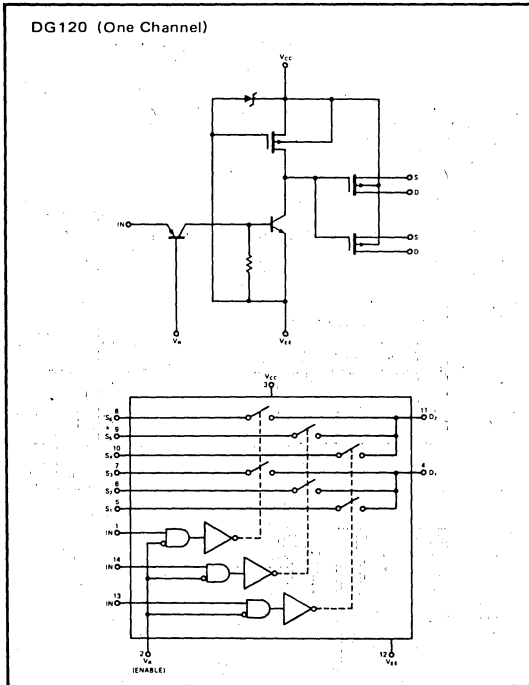 DG120 (One Channel)
VCC
S
D
IN
S
D
VR
VEE
VCC
3
S6 8
11 D2
S5 9
S4 10
S3 7
4 D1
S2 6
S1 5
IN 1
IN 14
IN 13
2
VR
(ENABLE)
12
VEE